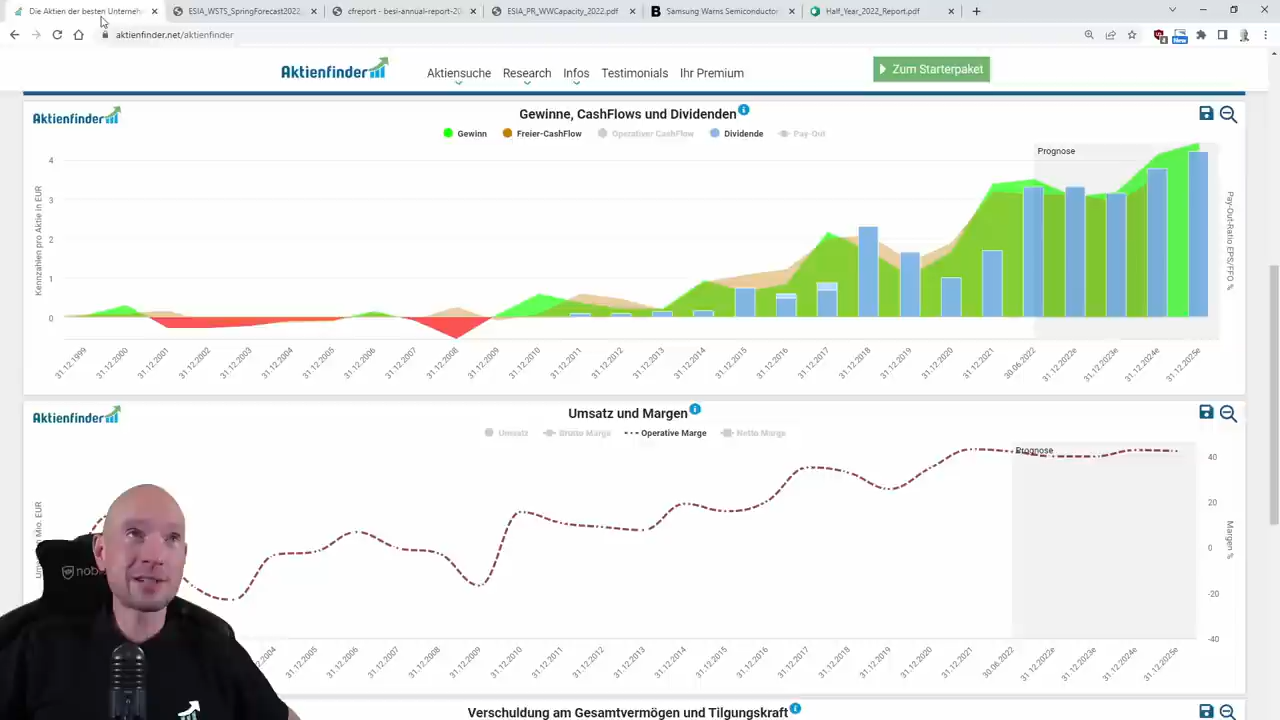 Die Aktien der besten Unterneh
ESIA_WSTS_SpringForecast2022
cfreport - besi-annual-report-20
ESIA_PR_WWCapacity_2022.pdf
Samsung Warns Semiconductor
Half_Year_2022_Report.pdf
aktienfinder.net/aktienfinder
Aktienfinder
Aktiensuche
Research
Infos
Testimonials
Ihr Premium
Zum Starterpaket
Aktienfinder
Gewinne, CashFlows und Dividenden
Gewinn
Freier-CashFlow
Operativer CashFlow
Dividende
Pay-Out
Prognose
Kennzahlen pro Aktie in EUR
4
3
2
1
0
Pay-Out-Ratio EPS/FFO %
31.12.1999
31.12.2000
31.12.2001
31.12.2002
31.12.2003
31.12.2004
31.12.2005
31.12.2006
31.12.2007
31.12.2008
31.12.2009
31.12.2010
31.12.2011
31.12.2012
31.12.2013
31.12.2014
31.12.2015
31.12.2016
31.12.2017
31.12.2018
31.12.2019
31.12.2020
31.12.2021
30.06.2022
31.12.2022e
31.12.2023e
31.12.2024e
31.12.2025e
Aktienfinder
Umsatz und Margen
Umsatz
Brutto Marge
Operative Marge
Netto Marge
Prognose
Mio. EUR
40
20
0
-20
-40
Margen %
31.12.2005
31.12.2006
31.12.2007
31.12.2008
31.12.2009
31.12.2010
31.12.2011
31.12.2012
31.12.2013
31.12.2014
31.12.2015
31.12.2016
31.12.2017
31.12.2018
31.12.2019
31.12.2020
31.12.2021
31.12.2022e
31.12.2023e
31.12.2024e
31.12.2025e
Verschuldung am Gesamtvermögen und Tilgungskraft